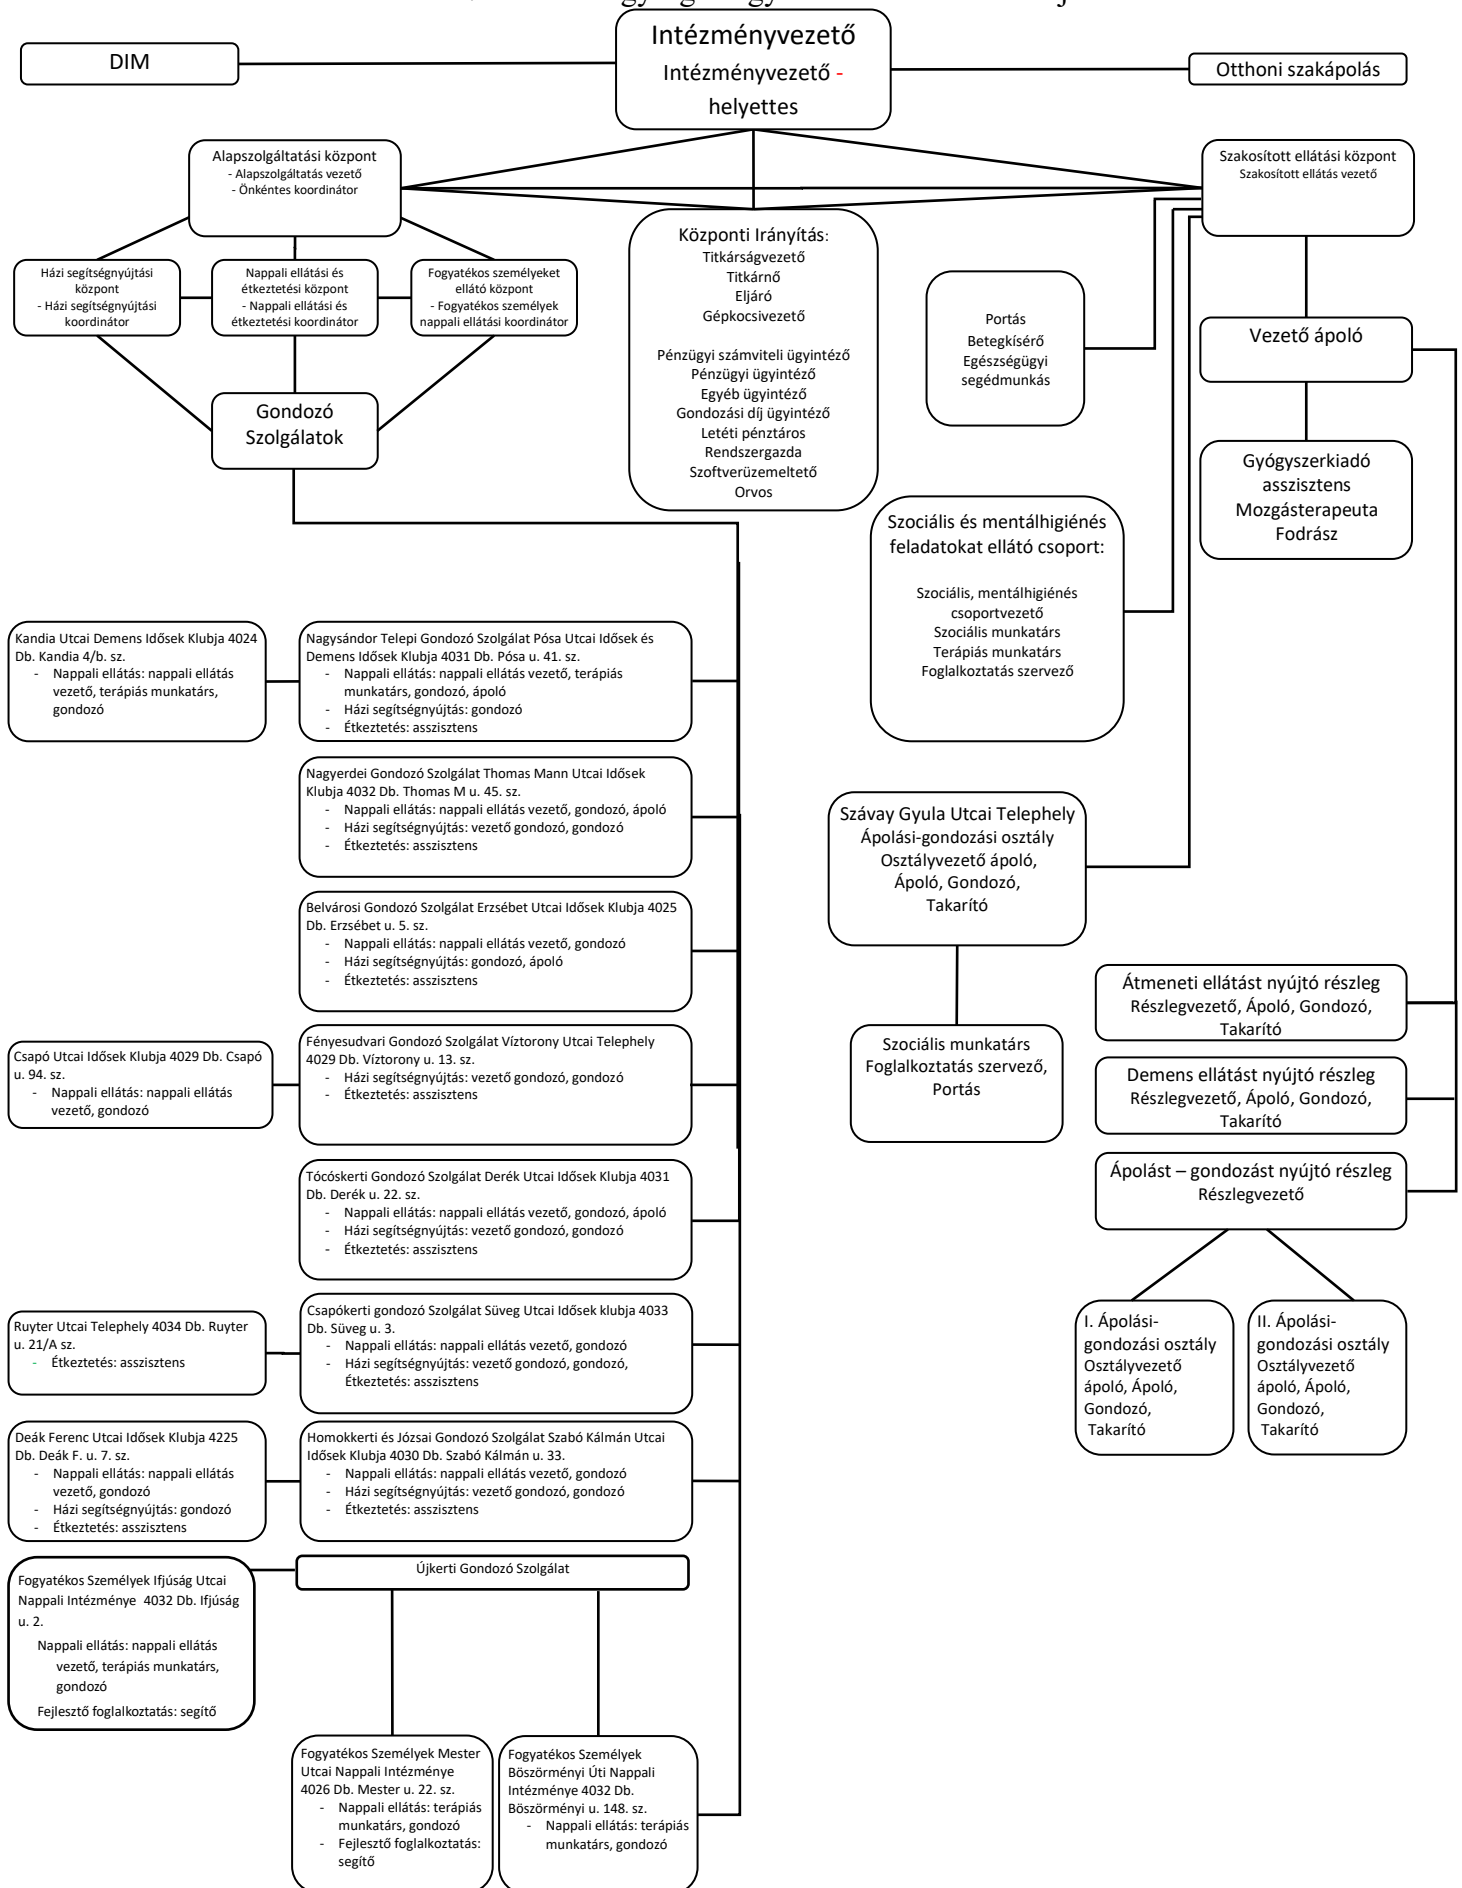 Intézményvezető
Intézményvezető -
helyettes
DIM
Otthoni szakápolás
Alapszolgáltatási központ
- Alapszolgáltatás vezető
- Önkéntes koordinátor
Szakosított ellátási központ
Szakosított ellátás vezető
Házi segítségnyújtási
központ
- Házi segítségnyújtási
koordinátor
Nappali ellátási és
étkeztetési központ
- Nappali ellátási és
étkeztetési koordinátor
Fogyatékos személyeket
ellátó központ
- Fogyatékos személyek
nappali ellátási koordinátor
Gondozó
Szolgálatok
Központi Irányítás:
Titkárságvezető
Titkárnő
Eljáró
Gépkocsivezető
Pénzügyi számviteli ügyintéző
Pénzügyi ügyintéző
Egyéb ügyintéző
Gondozási díj ügyintéző
Letéti pénztáros
Rendszergazda
Szoftverüzemeltető
Orvos
Portás
Betegkísérő
Egészségügyi
segédmunkás
Vezető ápoló
Gyógyszerkiadó
asszisztens
Mozgásterapeuta
Fodrász
Szociális és mentálhigiénés
feladatokat ellátó csoport:
Szociális, mentálhigiénés
csoportvezető
Szociális munkatárs
Terápiás munkatárs
Foglalkoztatás szervező
Kandia Utcai Demens Idősek Klubja 4024
Db. Kandia 4/b. sz.
- Nappali ellátás: nappali ellátás
vezető, terápiás munkatárs,
gondozó
Nagysándor Telepi Gondozó Szolgálat Pósa Utcai Idősek és
Demens Idősek Klubja 4031 Db. Pósa u. 41. sz.
- Nappali ellátás: nappali ellátás vezető, terápiás
munkatárs, gondozó, ápoló
- Házi segítségnyújtás: gondozó
- Étkeztetés: asszisztens
Nagyerdei Gondozó Szolgálat Thomas Mann Utcai Idősek
Klubja 4032 Db. Thomas M u. 45. sz.
- Nappali ellátás: nappali ellátás vezető, gondozó, ápoló
- Házi segítségnyújtás: vezető gondozó, gondozó
- Étkeztetés: asszisztens
Szávay Gyula Utcai Telephely
Ápolási-gondozási osztály
Osztályvezető ápoló,
Ápoló, Gondozó,
Takarító
Belvárosi Gondozó Szolgálat Erzsébet Utcai Idősek Klubja 4025
Db. Erzsébet u. 5. sz.
- Nappali ellátás: nappali ellátás vezető, gondozó
- Házi segítségnyújtás: gondozó, ápoló
- Étkeztetés: asszisztens
Átmeneti ellátást nyújtó részleg
Részlegvezető, Ápoló, Gondozó,
Takarító
Csapó Utcai Idősek Klubja 4029 Db. Csapó
u. 94. sz.
- Nappali ellátás: nappali ellátás
vezető, gondozó
Fényesudvari Gondozó Szolgálat Víztorony Utcai Telephely
4029 Db. Víztorony u. 13. sz.
- Házi segítségnyújtás: vezető gondozó, gondozó
- Étkeztetés: asszisztens
Szociális munkatárs
Foglalkoztatás szervező,
Portás
Demens ellátást nyújtó részleg
Részlegvezető, Ápoló, Gondozó,
Takarító
Tócóskerti Gondozó Szolgálat Derék Utcai Idősek Klubja 4031
Db. Derék u. 22. sz.
- Nappali ellátás: nappali ellátás vezető, gondozó, ápoló
- Házi segítségnyújtás: vezető gondozó, gondozó
- Étkeztetés: asszisztens
Ápolást – gondozást nyújtó részleg
Részlegvezető
Ruyter Utcai Telephely 4034 Db. Ruyter
u. 21/A sz.
- Étkeztetés: asszisztens
Csapókerti gondozó Szolgálat Süveg Utcai Idősek klubja 4033
Db. Süveg u. 3.
- Nappali ellátás: nappali ellátás vezető, gondozó
- Házi segítségnyújtás: vezető gondozó, gondozó,
Étkeztetés: asszisztens
I. Ápolási-
gondozási osztály
Osztályvezető
ápoló, Ápoló,
Gondozó,
Takarító
II. Ápolási-
gondozási osztály
Osztályvezető
ápoló, Ápoló,
Gondozó,
Takarító
Deák Ferenc Utcai Idősek Klubja 4225
Db. Deák F. u. 7. sz.
- Nappali ellátás: nappali ellátás
vezető, gondozó
- Házi segítségnyújtás: gondozó
- Étkeztetés: asszisztens
Homokkerti és Józsai Gondozó Szolgálat Szabó Kálmán Utcai
Idősek Klubja 4030 Db. Szabó Kálmán u. 33.
- Nappali ellátás: nappali ellátás vezető, gondozó
- Házi segítségnyújtás: vezető gondozó, gondozó
- Étkeztetés: asszisztens
Fogyatékos Személyek Ifjúság Utcai
Nappali Intézménye 4032 Db. Ifjúság
u. 2.
Nappali ellátás: nappali ellátás
vezető, terápiás munkatárs,
gondozó
Fejlesztő foglalkoztatás: segítő
Újkerti Gondozó Szolgálat
Fogyatékos Személyek Mester
Utcai Nappali Intézménye
4026 Db. Mester u. 22. sz.
- Nappali ellátás: terápiás
munkatárs, gondozó
- Fejlesztő foglalkoztatás:
segítő
Fogyatékos Személyek
Böszörményi Úti Nappali
Intézménye 4032 Db.
Böszörményi u. 148. sz.
- Nappali ellátás: terápiás
munkatárs, gondozó